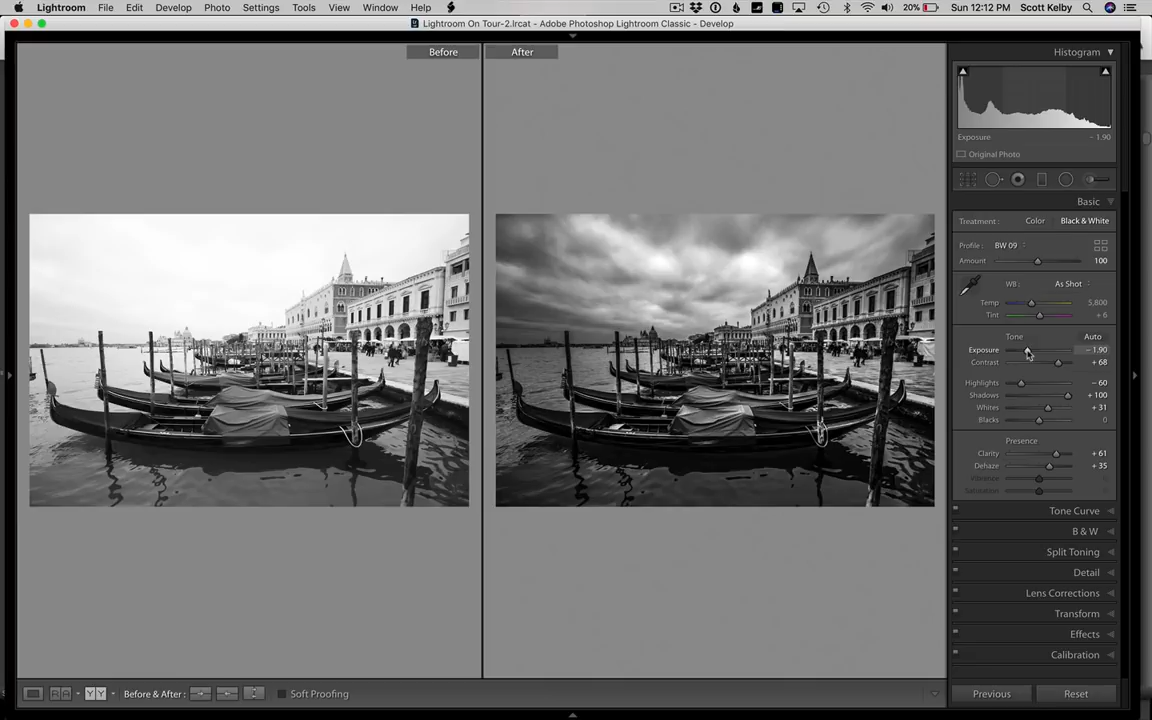 Lightroom File Edit Develop Photo Settings Tools View Window Help 20% Sun 12:12 PM Scott Kelby
Lightroom On Tour-2.lrcat - Adobe Photoshop Lightroom Classic - Develop
Before
After
Histogram
Exposure - 1.90
Original Photo
Basic
Treatment : Color Black & White
Profile : BW 09
Amount 100
WB : As Shot
Temp 5,800
Tint + 6
Tone Auto
Exposure - 1.90
Contrast + 68
Highlights - 60
Shadows + 100
Whites + 31
Blacks 0
Presence
Clarity + 61
Dehaze + 35
Vibrance
Saturation
Tone Curve
B & W
Split Toning
Detail
Lens Corrections
Transform
Effects
Calibration
RA YY Before & After : Soft Proofing
Previous Reset